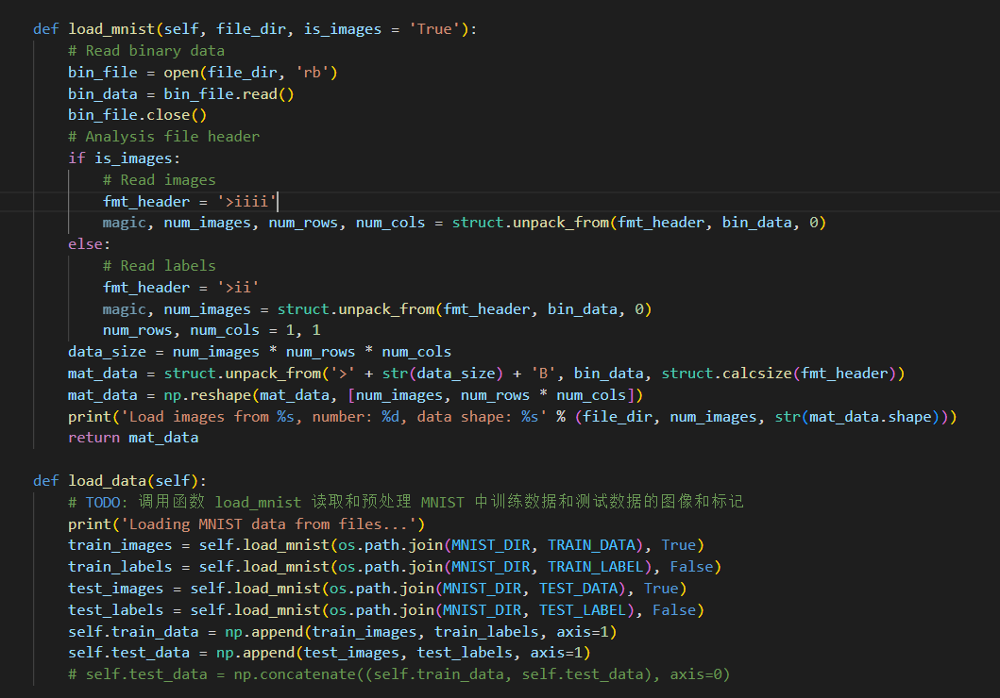 def load_mnist(self, file_dir, is_images = 'True'):
    # Read binary data
    bin_file = open(file_dir, 'rb')
    bin_data = bin_file.read()
    bin_file.close()
    # Analysis file header
    if is_images:
        # Read images
        fmt_header = '>iiii'
        magic, num_images, num_rows, num_cols = struct.unpack_from(fmt_header, bin_data, 0)
    else:
        # Read labels
        fmt_header = '>ii'
        magic, num_images = struct.unpack_from(fmt_header, bin_data, 0)
        num_rows, num_cols = 1, 1
    data_size = num_images * num_rows * num_cols
    mat_data = struct.unpack_from('>' + str(data_size) + 'B', bin_data, struct.calcsize(fmt_header))
    mat_data = np.reshape(mat_data, [num_images, num_rows * num_cols])
    print('Load images from %s, number: %d, data shape: %s' % (file_dir, num_images, str(mat_data.shape)))
    return mat_data

def load_data(self):
    # TODO: 调用函数 load_mnist 读取和预处理 MNIST 中训练数据和测试数据的图像和标记
    print('Loading MNIST data from files...')
    train_images = self.load_mnist(os.path.join(MNIST_DIR, TRAIN_DATA), True)
    train_labels = self.load_mnist(os.path.join(MNIST_DIR, TRAIN_LABEL), False)
    test_images = self.load_mnist(os.path.join(MNIST_DIR, TEST_DATA), True)
    test_labels = self.load_mnist(os.path.join(MNIST_DIR, TEST_LABEL), False)
    self.train_data = np.append(train_images, train_labels, axis=1)
    self.test_data = np.append(test_images, test_labels, axis=1)
    # self.test_data = np.concatenate((self.train_data, self.test_data), axis=0)